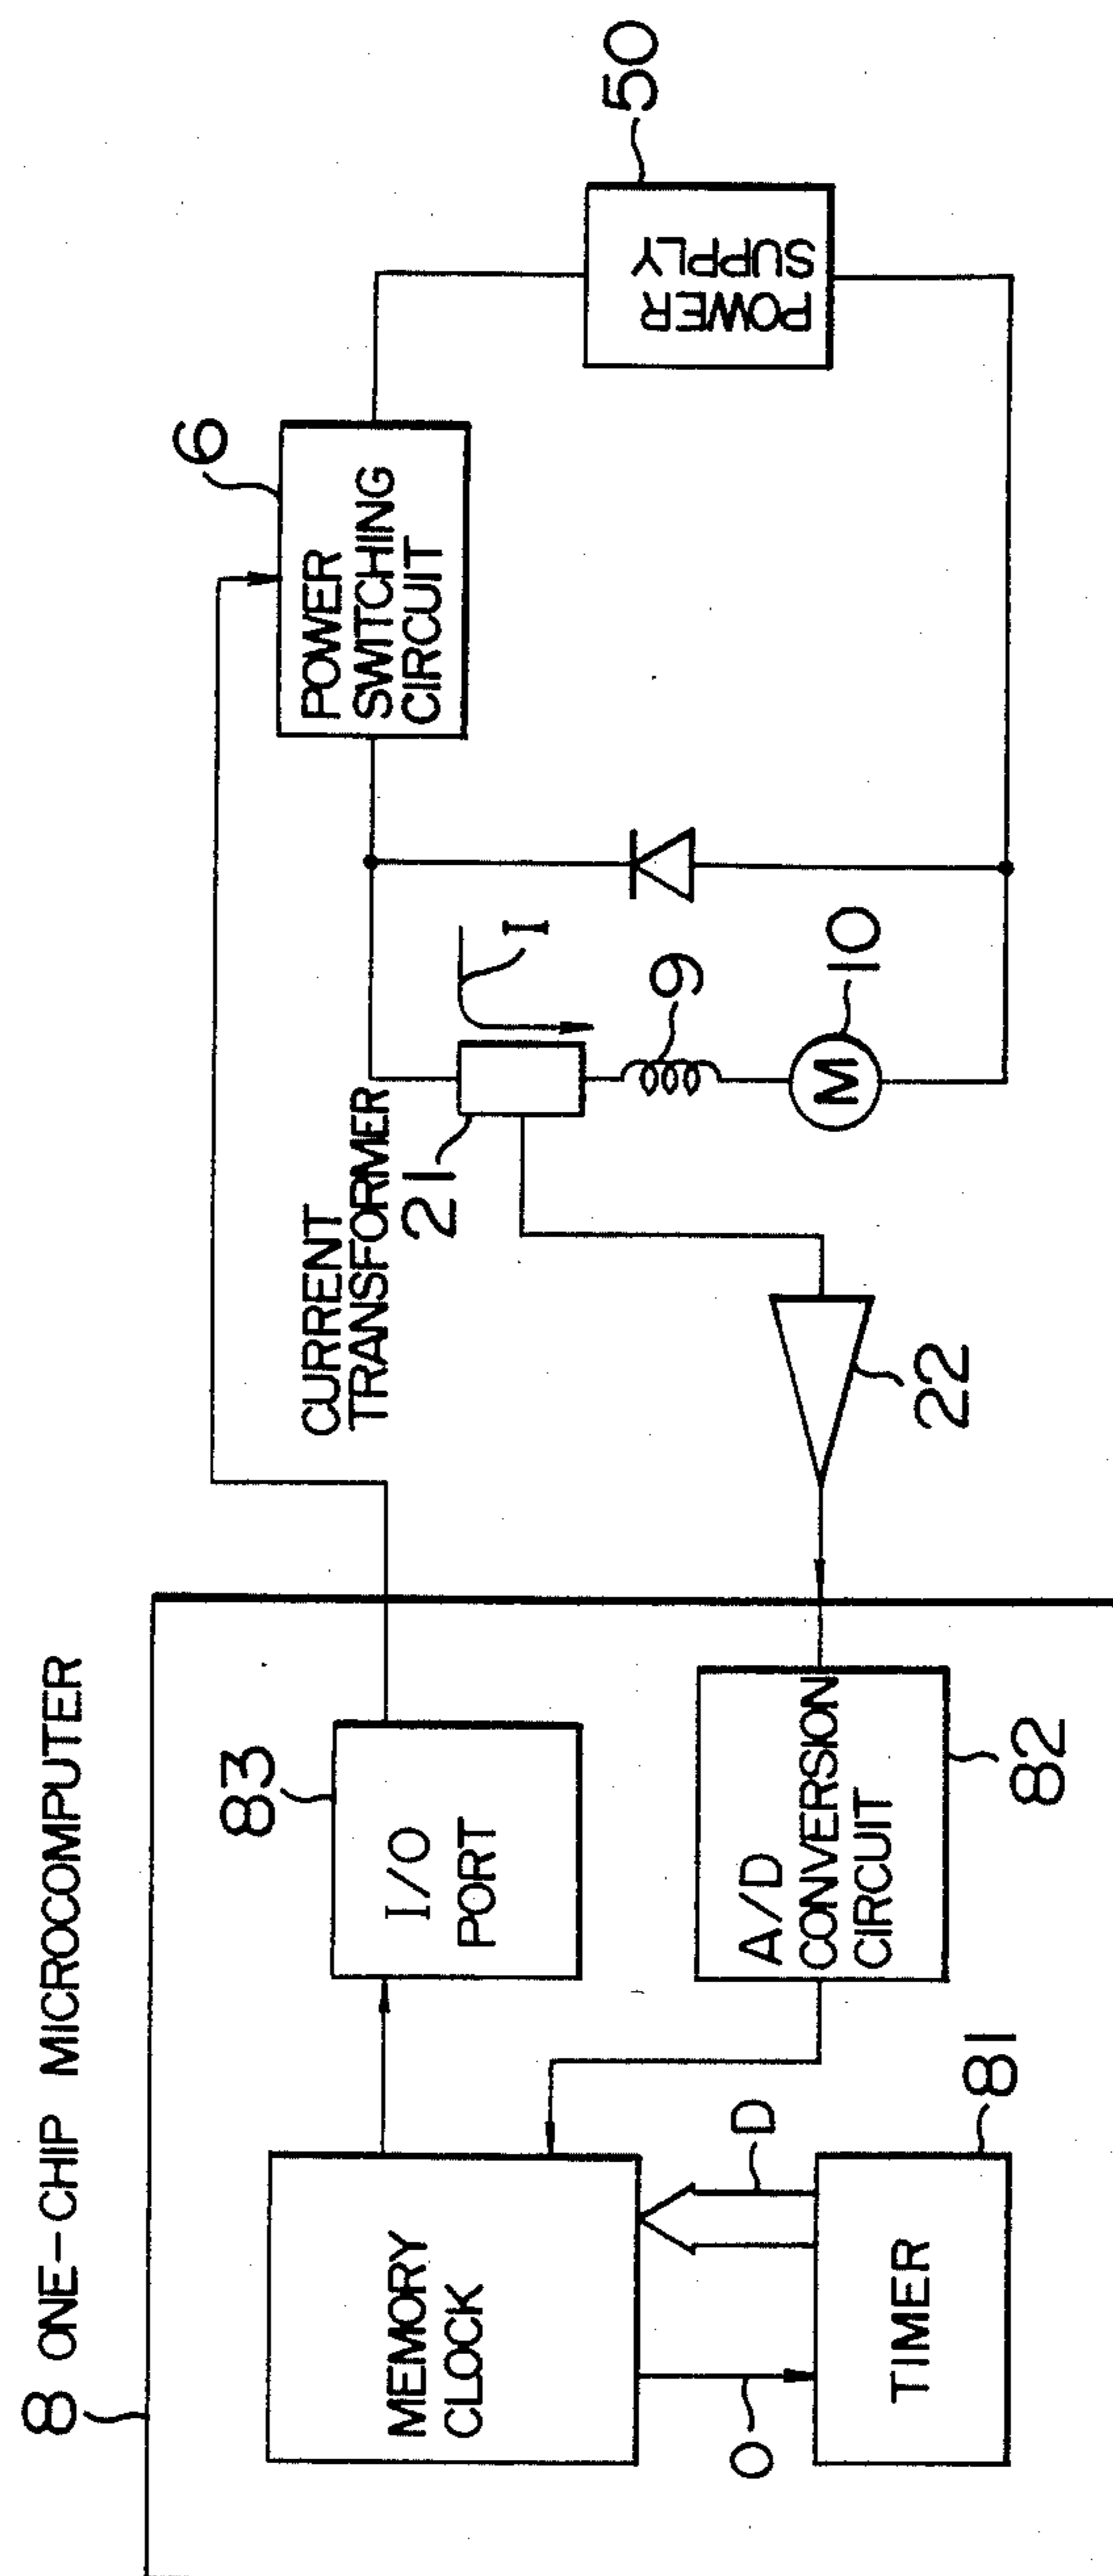 8 ONE-CHIP MICROCOMPUTER
83
I/O
PORT
MEMORY
CLOCK
A/D
CONVERSION
CIRCUIT
82
D
O
TIMER
81
CURRENT
TRANSFORMER
21
22
I
9
M
10
6
POWER
SWITCHING
CIRCUIT
POWER
SUPPLY
50